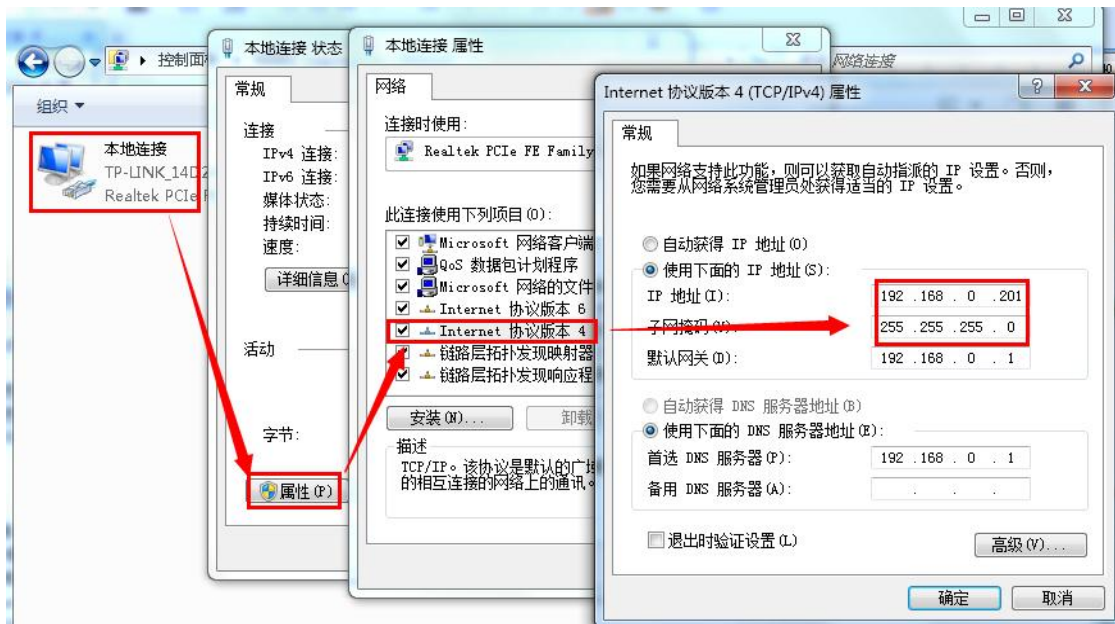 控制面
网络连接
组织
本地连接
TP-LINK_14D2
Realtek PCIe F
本地连接 状态
常规
连接
IPv4 连接:
IPv6 连接:
媒体状态:
持续时间:
速度:
详细信息(
活动
字节:
属性(P)
本地连接 属性
网络
连接时使用:
Realtek PCIe FE Family
此连接使用下列项目(O):
Microsoft 网络客户端
QoS 数据包计划程序
Microsoft 网络的文件
Internet 协议版本 6
Internet 协议版本 4
链路层拓扑发现映射器
链路层拓扑发现响应程
安装(N)...
卸载
描述
TCP/IP。该协议是默认的广域
的相互连接的网络上的通讯。
Internet 协议版本 4 (TCP/IPv4) 属性
常规
如果网络支持此功能，则可以获取自动指派的 IP 设置。否则，
您需要从网络系统管理员处获得适当的 IP 设置。
自动获得 IP 地址(O)
使用下面的 IP 地址(S):
IP 地址(I):
192 .168 . 0 .201
子网掩码(U):
255 .255 .255 . 0
默认网关(D):
192 .168 . 0 . 1
自动获得 DNS 服务器地址(B)
使用下面的 DNS 服务器地址(E):
首选 DNS 服务器(P):
192 .168 . 0 . 1
备用 DNS 服务器(A):
. . .
退出时验证设置(L)
高级(V)...
确定
取消